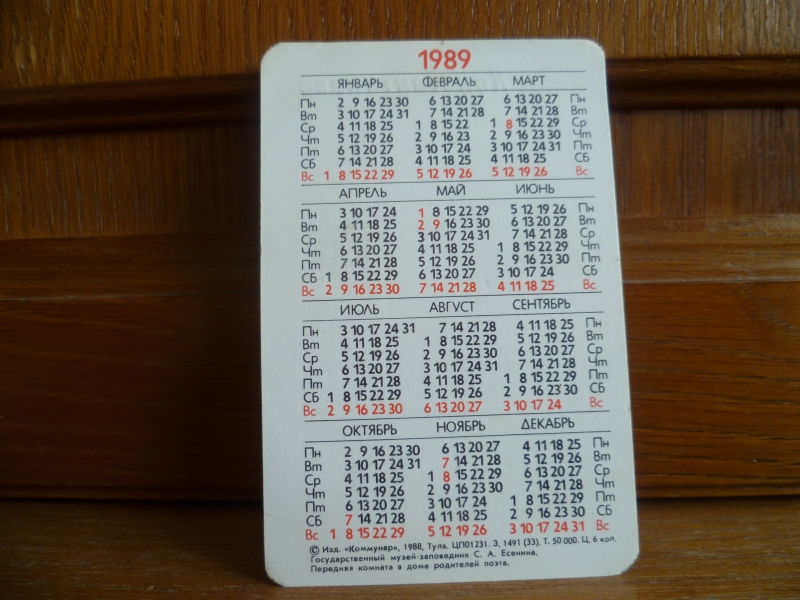 1989
ЯНВАРЬ ФЕВРАЛЬ МАРТ
Пн 2 9 16 23 30 6 13 20 27 6 13 20 27 Пн
Вт 3 10 17 24 31 7 14 21 28 7 14 21 28 Вт
Ср 4 11 18 25 1 8 15 22 1 8 15 22 29 Ср
Чт 5 12 19 26 2 9 16 23 2 9 16 23 30 Чт
Пт 6 13 20 27 3 10 17 24 3 10 17 24 31 Пт
Сб 7 14 21 28 4 11 18 25 4 11 18 25 Сб
Вс 1 8 15 22 29 5 12 19 26 5 12 19 26 Вс
АПРЕЛЬ МАЙ ИЮНЬ
Пн 3 10 17 24 1 8 15 22 29 5 12 19 26 Пн
Вт 4 11 18 25 2 9 16 23 30 6 13 20 27 Вт
Ср 5 12 19 26 3 10 17 24 31 7 14 21 28 Ср
Чт 6 13 20 27 4 11 18 25 1 8 15 22 29 Чт
Пт 7 14 21 28 5 12 19 26 2 9 16 23 30 Пт
Сб 1 8 15 22 29 6 13 20 27 3 10 17 24 Сб
Вс 2 9 16 23 30 7 14 21 28 4 11 18 25 Вс
ИЮЛЬ АВГУСТ СЕНТЯБРЬ
Пн 3 10 17 24 31 7 14 21 28 4 11 18 25 Пн
Вт 4 11 18 25 1 8 15 22 29 5 12 19 26 Вт
Ср 5 12 19 26 2 9 16 23 30 6 13 20 27 Ср
Чт 6 13 20 27 3 10 17 24 31 7 14 21 28 Чт
Пт 7 14 21 28 4 11 18 25 1 8 15 22 29 Пт
Сб 1 8 15 22 29 5 12 19 26 2 9 16 23 30 Сб
Вс 2 9 16 23 30 6 13 20 27 3 10 17 24 Вс
ОКТЯБРЬ НОЯБРЬ ДЕКАБРЬ
Пн 2 9 16 23 30 6 13 20 27 4 11 18 25 Пн
Вт 3 10 17 24 31 7 14 21 28 5 12 19 26 Вт
Ср 4 11 18 25 1 8 15 22 29 6 13 20 27 Ср
Чт 5 12 19 26 2 9 16 23 30 7 14 21 28 Чт
Пт 6 13 20 27 3 10 17 24 1 8 15 22 29 Пт
Сб 7 14 21 28 4 11 18 25 2 9 16 23 30 Сб
Вс 1 8 15 22 29 5 12 19 26 3 10 17 24 31 Вс
© Изд. «Коммунар», 1988, Тула. ЦП01231. З. 1491 (33). Т. 50 000. Ц. 6 коп.
Государственный музей-заповедник С. А. Есенина.
Передняя комната в доме родителей поэта.